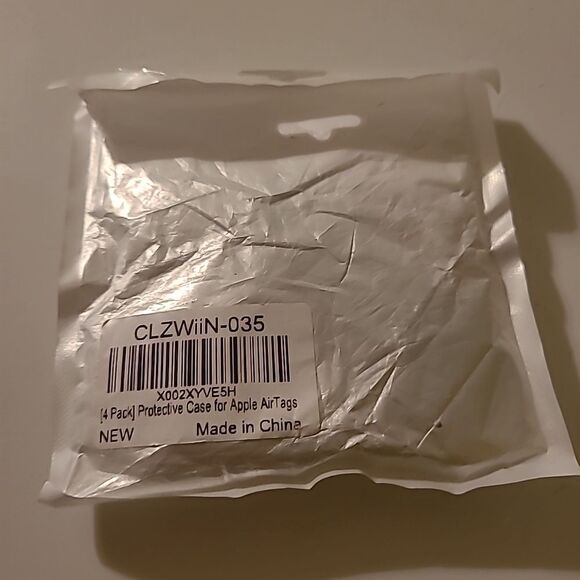 CLZWiiN-035
X002XYVE5H
[4 Pack] Protective Case for Apple AirTags
NEW Made in China